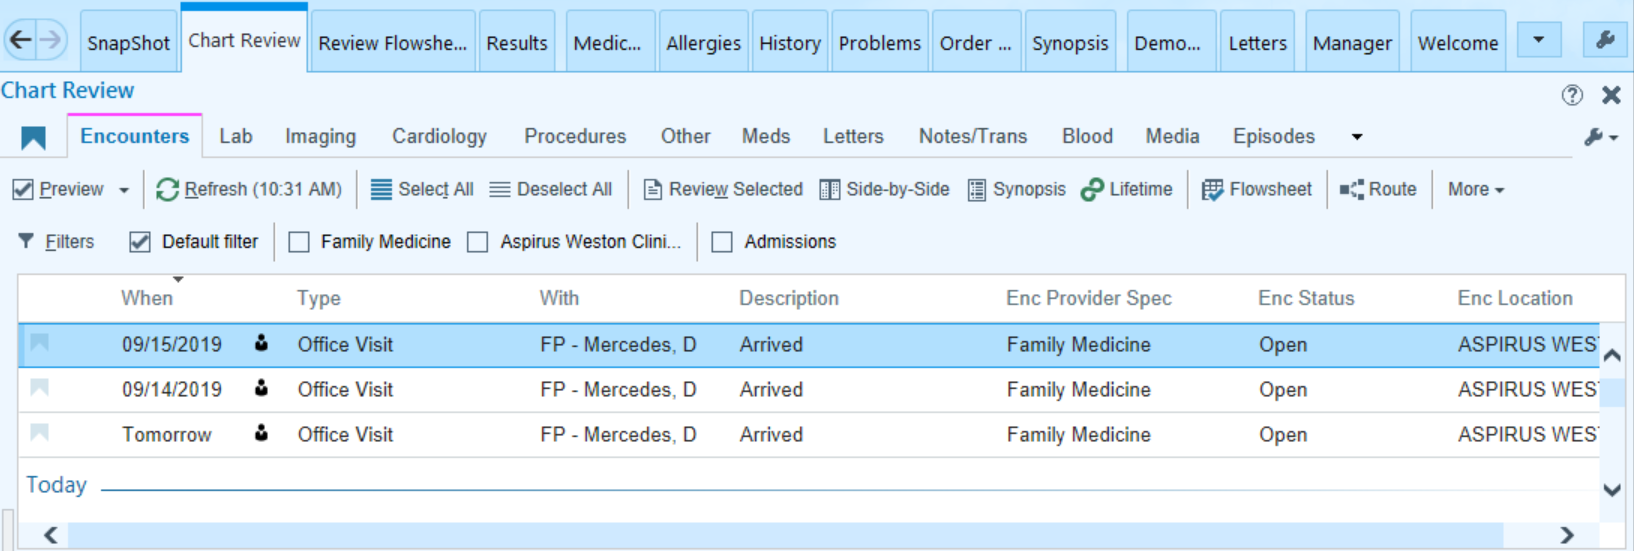 SnapShot Chart Review Review Flowshe... Results Medic... Allergies History Problems Order ... Synopsis Demo... Letters Manager Welcome
Chart Review
Encounters Lab Imaging Cardiology Procedures Other Meds Letters Notes/Trans Blood Media Episodes
Preview Refresh (10:31 AM) Select All Deselect All Review Selected Side-by-Side Synopsis Lifetime Flowsheet Route More
Filters Default filter Family Medicine Aspirus Weston Clini... Admissions
When Type With Description Enc Provider Spec Enc Status Enc Location
09/15/2019 Office Visit FP - Mercedes, D Arrived Family Medicine Open ASPIRUS WES
09/14/2019 Office Visit FP - Mercedes, D Arrived Family Medicine Open ASPIRUS WES
Tomorrow Office Visit FP - Mercedes, D Arrived Family Medicine Open ASPIRUS WES
Today